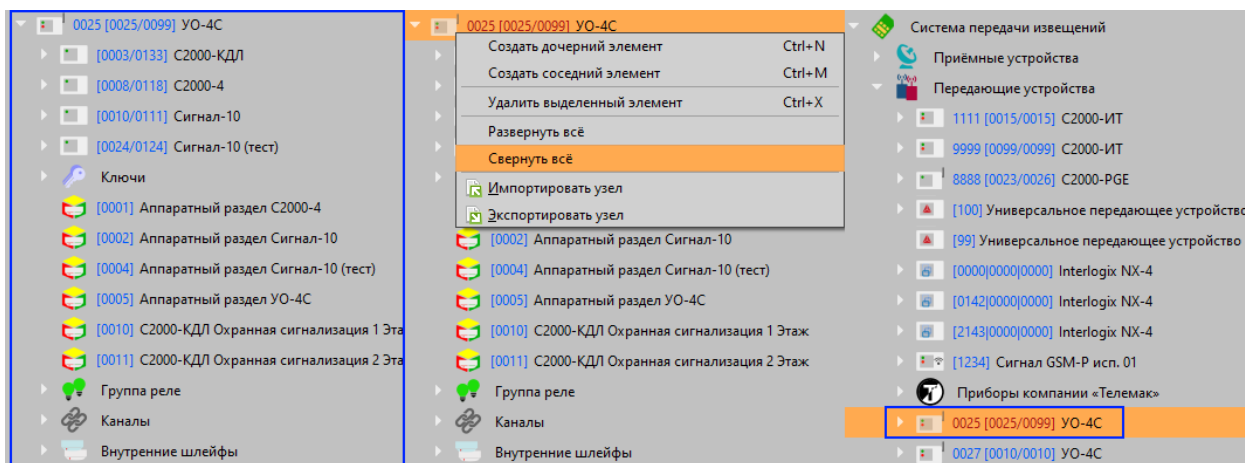 0025 [0025/0099] УО-4С
[0003/0133] С2000-КДЛ
[0008/0118] С2000-4
[0010/0111] Сигнал-10
[0024/0124] Сигнал-10 (тест)
Ключи
[0001] Аппаратный раздел С2000-4
[0002] Аппаратный раздел Сигнал-10
[0004] Аппаратный раздел Сигнал-10 (тест)
[0005] Аппаратный раздел УО-4С
[0010] С2000-КДЛ Охранная сигнализация 1 Эта
[0011] С2000-КДЛ Охранная сигнализация 2 Эта
Группа реле
Каналы
Внутренние шлейфы
0025 [0025/0099] УО-4С
Создать дочерний элемент Ctrl+N
Создать соседний элемент Ctrl+M
Удалить выделенный элемент Ctrl+X
Развернуть всё
Свернуть всё
Импортировать узел
Экспортировать узел
[0002] Аппаратный раздел Сигнал-10
[0004] Аппаратный раздел Сигнал-10 (тест)
[0005] Аппаратный раздел УО-4С
[0010] С2000-КДЛ Охранная сигнализация 1 Этаж
[0011] С2000-КДЛ Охранная сигнализация 2 Этаж
Группа реле
Каналы
Внутренние шлейфы
Система передачи извещений
Приёмные устройства
Передающие устройства
1111 [0015/0015] С2000-ИТ
9999 [0099/0099] С2000-ИТ
8888 [0023/0026] С2000-PGE
[100] Универсальное передающее устройство
[99] Универсальное передающее устройство
[0000|0000|0000] Interlogix NX-4
[0142|0000|0000] Interlogix NX-4
[2143|0000|0000] Interlogix NX-4
[1234] Сигнал GSM-P исп. 01
Приборы компании «Телемак»
0025 [0025/0099] УО-4С
0027 [0010/0010] УО-4С